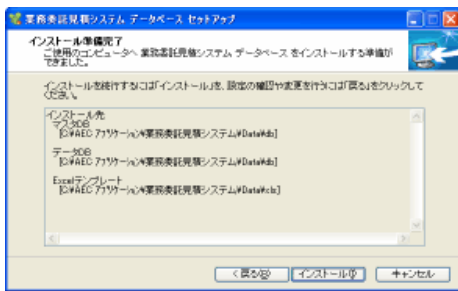 業務委託見積システム データベース セットアップ
インストール準備完了
ご使用のコンピュータへ 業務委託見積システム データベース をインストールする準備が
できました。
インストールを続行するには「インストール」を、設定の確認や変更を行うには「戻る」をクリックして
ください。
インストール先
マスタDB
[C:¥AEC アプリケーション¥業務委託見積システム¥Data¥db]
データDB
[C:¥AEC アプリケーション¥業務委託見積システム¥Data¥db]
Excelテンプレート
[C:¥AEC アプリケーション¥業務委託見積システム¥Data¥xls]
< 戻る(B)
インストール(I)
キャンセル